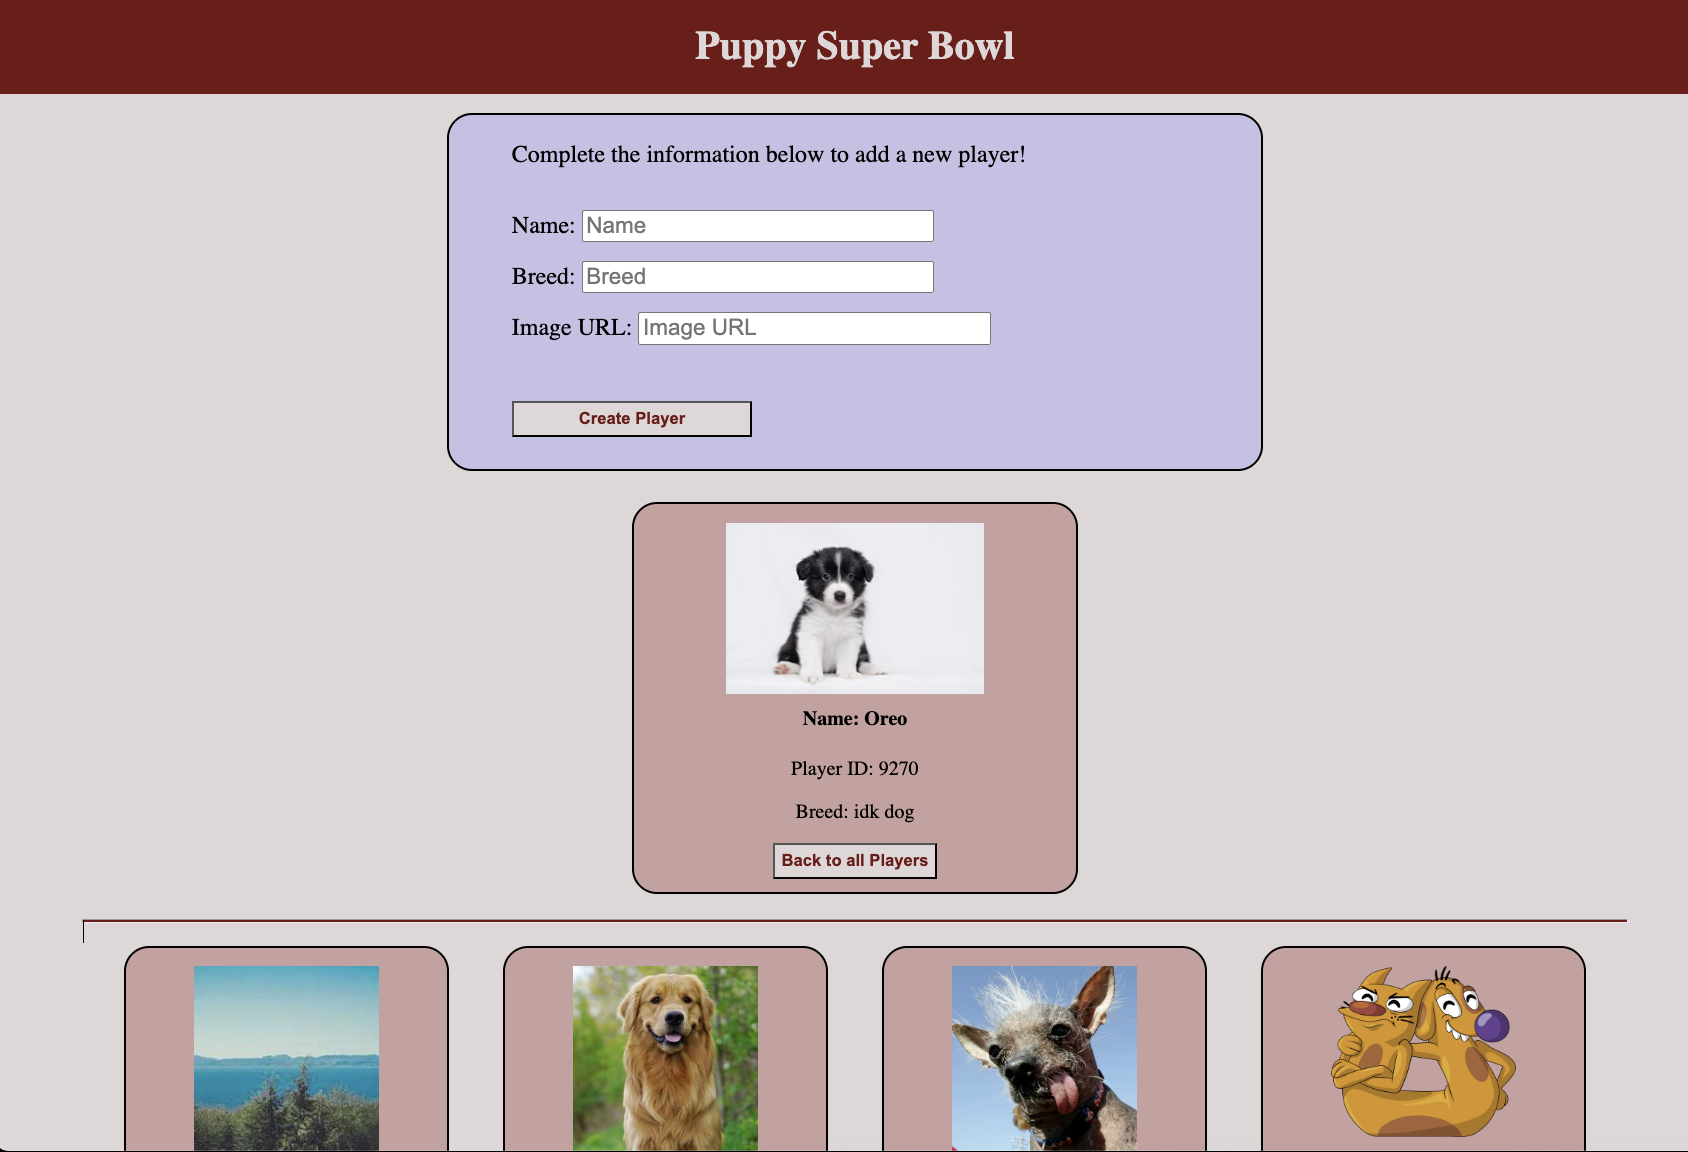 Puppy Super Bowl
Complete the information below to add a new player!
Name: Name
Breed: Breed
Image URL: Image URL
Create Player
Name: Oreo
Player ID: 9270
Breed: idk dog
Back to all Players